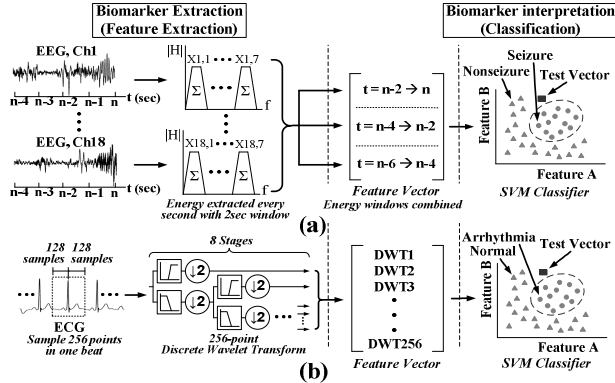 Biomarker Extraction
(Feature Extraction)
Biomarker interpretation
(Classification)
EEG, Ch1
n-4 n-3 n-2 n-1 n t (sec)
EEG, Ch18
n-4 n-3 n-2 n-1 n t (sec)
|H| X1,1 X1,7
Σ Σ
f
|H| X18,1 X18,7
Σ Σ
f
Energy extracted every
second with 2sec window
t = n-2 → n
t = n-4 → n-2
t = n-6 → n-4
Feature Vector
Energy windows combined
Seizure
Nonseizure
Test Vector
Feature B
Feature A
SVM Classifier
(a)
128 128
samples samples
ECG
Sample 256 points
in one beat
8 Stages
↓2
↓2
↓2
↓2
256-point
Discrete Wavelet Transform
DWT1
DWT2
DWT3
DWT256
Feature Vector
Arrhythmia
Normal
Test Vector
Feature B
Feature A
SVM Classifier
(b)